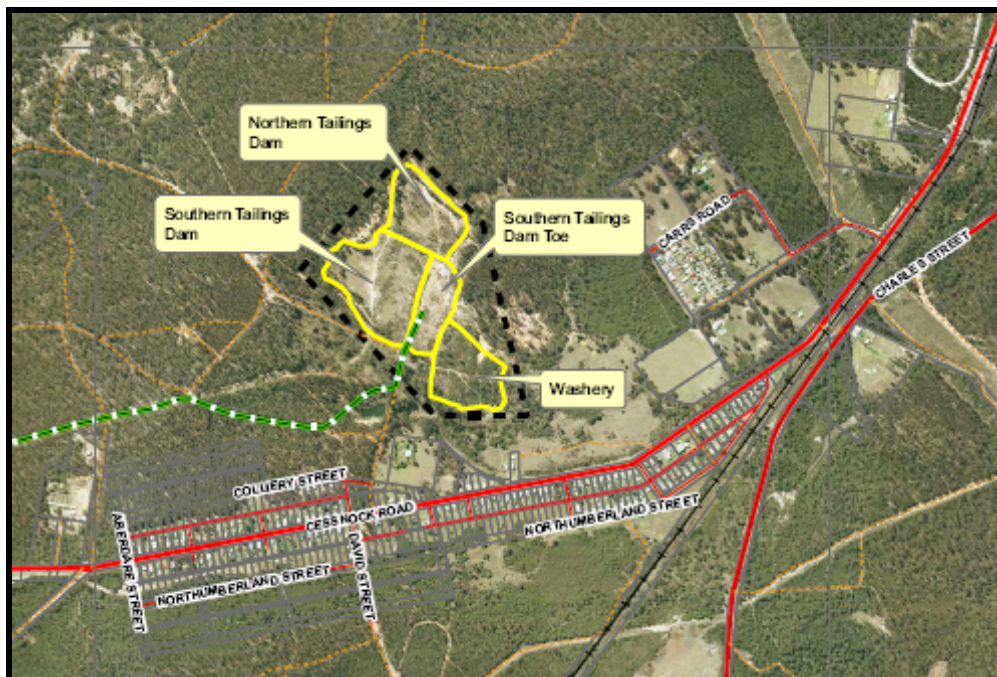 Northern Tailings
Dam
Southern Tailings
Dam
Southern Tailings
Dam Toe
CARRS ROAD
CHARLES STREET
Washery
COLLIERY STREET
CESSNOCK ROAD
NORTHUMBERLAND STREET
ABERDARE STREET
DAVID STREET
NORTHUMBERLAND STREET